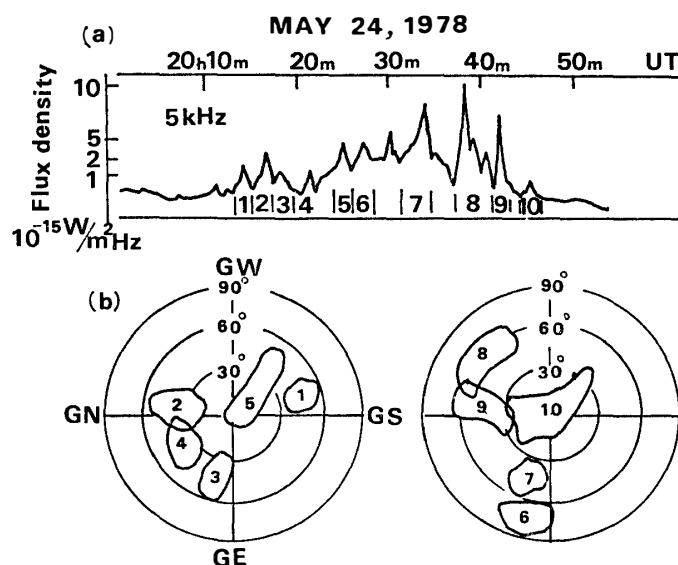 MAY 24, 1978
(a)
20h10m 20m 30m 40m 50m UT
Flux density
10
5
2
1
5kHz
1 2 3 4 5 6 7 8 9 10
10⁻¹⁵W/m²Hz
(b)
GW
90° 90°
60° 60°
30° 30°
GN GS
GE
5 1 2 4 3
8 9 10 7 6